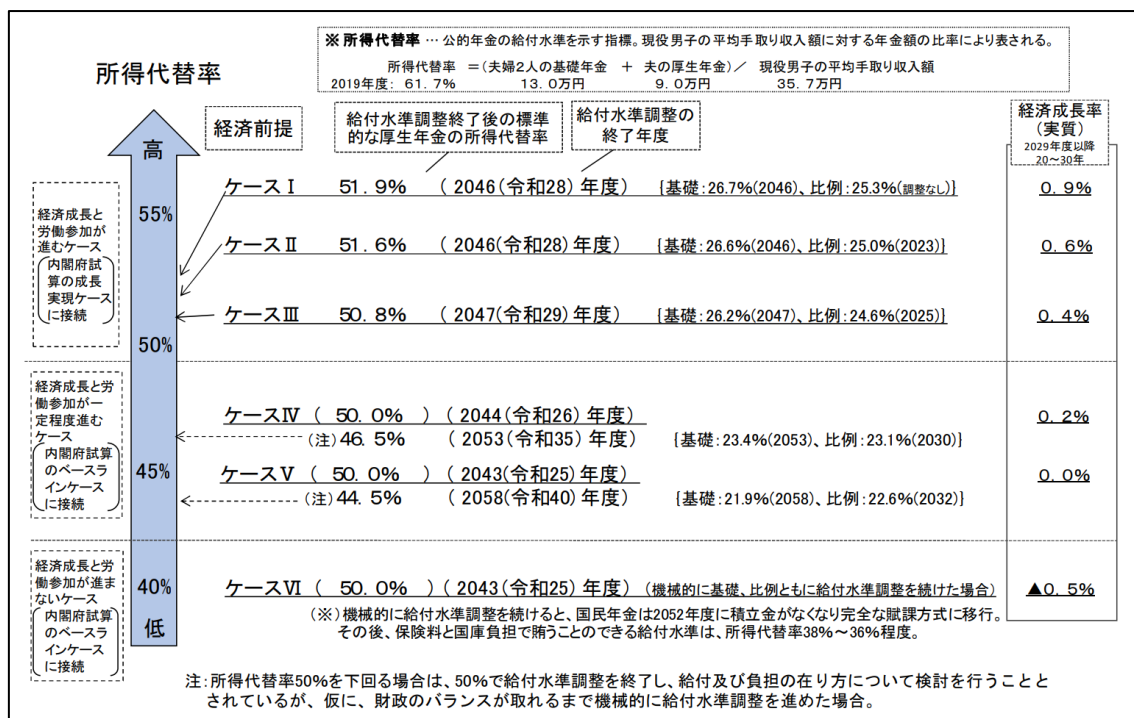 ※所得代替率 … 公的年金の給付水準を示す指標。現役男子の平均手取り収入額に対する年金額の比率により表される。
所得代替率 =(夫婦2人の基礎年金 + 夫の厚生年金)/ 現役男子の平均手取り収入額
2019年度: 61.7% 13.0万円 9.0万円 35.7万円
所得代替率
高
55%
50%
45%
40%
低
経済前提
給付水準調整終了後の標準
的な厚生年金の所得代替率
給付水準調整の
終了年度
経済成長率
(実質)
2029年度以降
20～30年
経済成長と
労働参加が
進むケース
内閣府試
算の成長
実現ケース
に接続
ケースⅠ 51.9% (2046(令和28)年度) {基礎:26.7%(2046)、比例:25.3%(調整なし)} 0.9%
ケースⅡ 51.6% (2046(令和28)年度) {基礎:26.6%(2046)、比例:25.0%(2023)} 0.6%
ケースⅢ 50.8% (2047(令和29)年度) {基礎:26.2%(2047)、比例:24.6%(2025)} 0.4%
経済成長と労
働参加が一
定程度進む
ケース
内閣府試算
のベースラ
インケース
に接続
ケースⅣ (50.0%)(2044(令和26)年度) 0.2%
(注)46.5% (2053(令和35)年度) {基礎:23.4%(2053)、比例:23.1%(2030)}
ケースⅤ (50.0%)(2043(令和25)年度) 0.0%
(注)44.5% (2058(令和40)年度) {基礎:21.9%(2058)、比例:22.6%(2032)}
経済成長と労
働参加が進ま
ないケース
内閣府試算
のベースラ
インケース
に接続
ケースⅥ (50.0%)(2043(令和25)年度) (機械的に基礎、比例ともに給付水準調整を続けた場合) ▲0.5%
(※)機械的に給付水準調整を続けると、国民年金は2052年度に積立金がなくなり完全な賦課方式に移行。
その後、保険料と国庫負担で賄うことのできる給付水準は、所得代替率38%～36%程度。
注:所得代替率50%を下回る場合は、50%で給付水準調整を終了し、給付及び負担の在り方について検討を行うことと
されているが、仮に、財政のバランスが取れるまで機械的に給付水準調整を進めた場合。